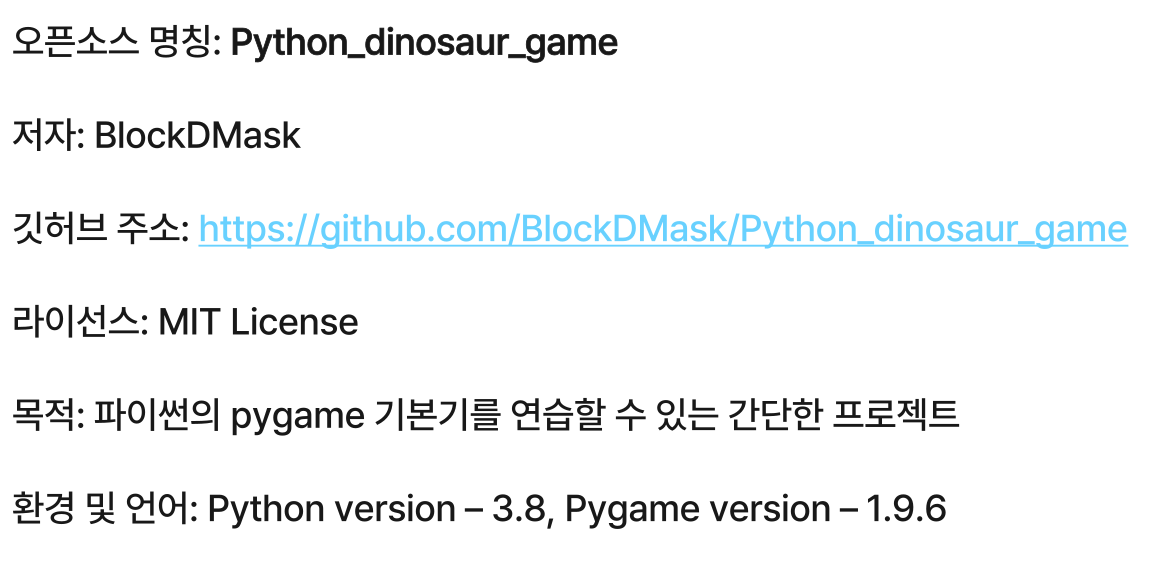 오픈소스 명칭: Python_dinosaur_game
저자: BlockDMask
깃허브 주소: https://github.com/BlockDMask/Python_dinosaur_game
라이선스: MIT License
목적: 파이썬의 pygame 기본기를 연습할 수 있는 간단한 프로젝트
환경 및 언어: Python version – 3.8, Pygame version – 1.9.6